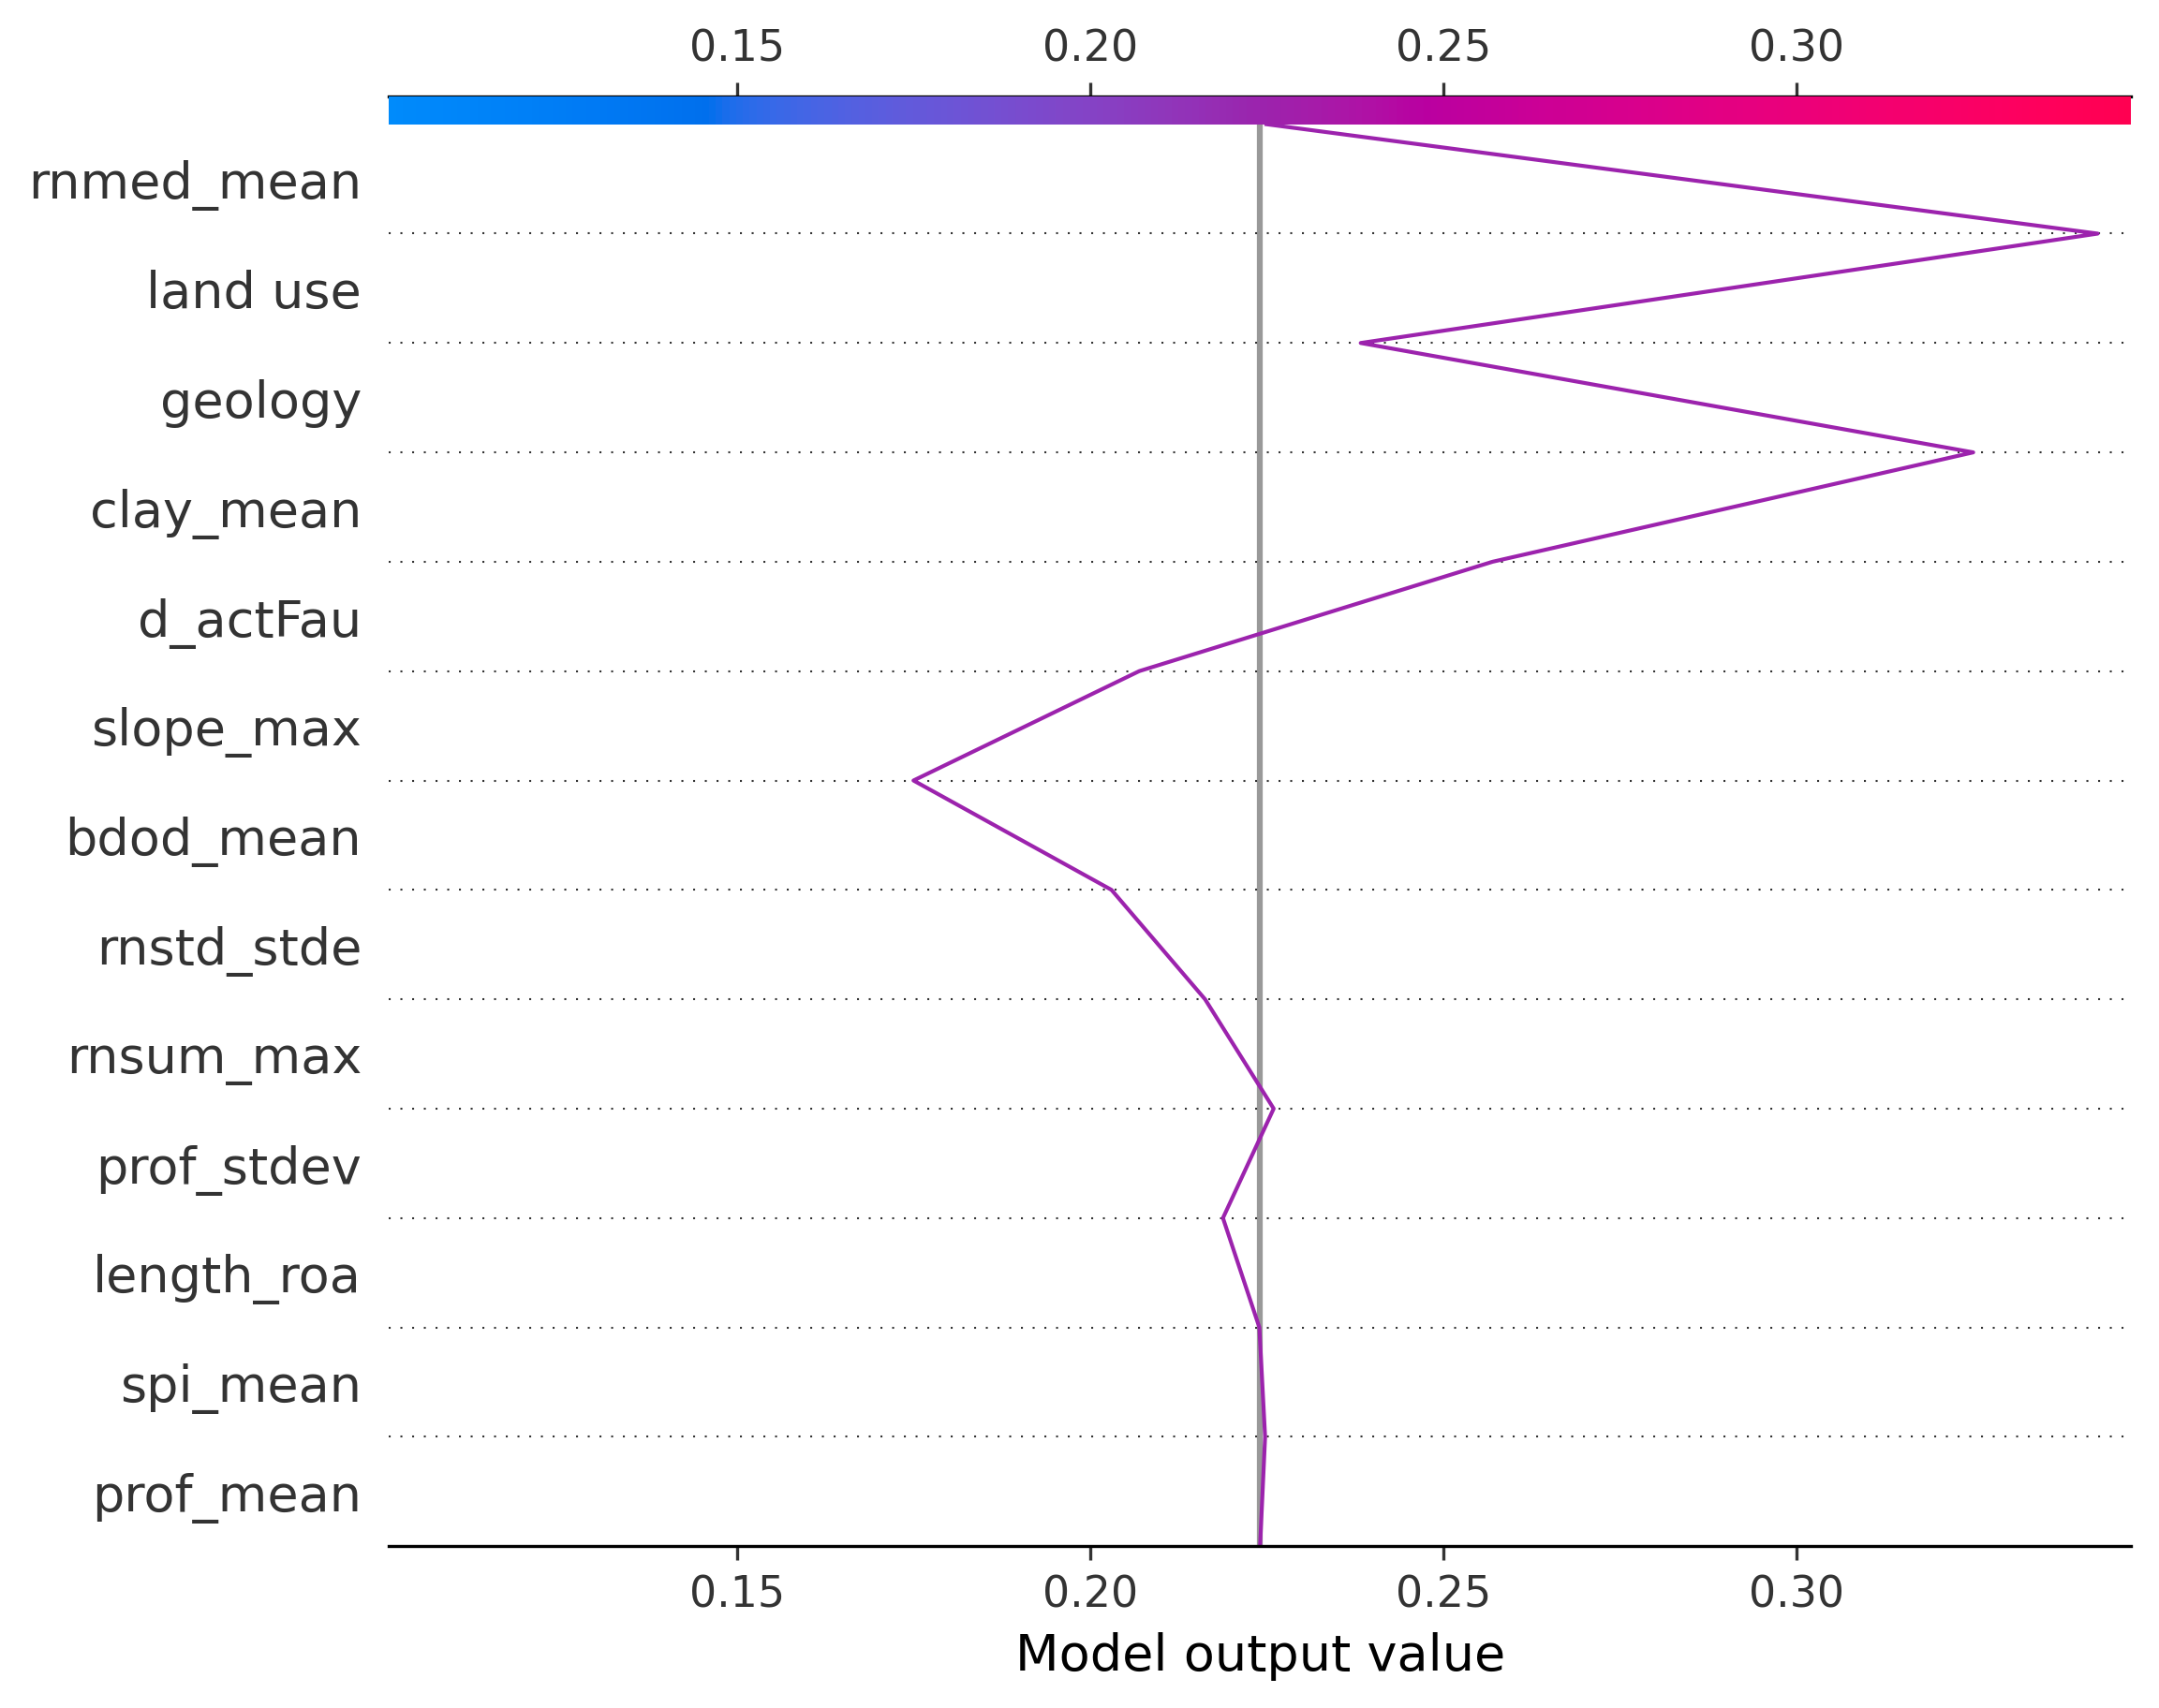 0.15 0.20 0.25 0.30
rnmed_mean
land use
geology
clay_mean
d_actFau
slope_max
bdod_mean
rnstd_stde
rnsum_max
prof_stdev
length_roa
spi_mean
prof_mean
0.15 0.20 0.25 0.30
Model output value